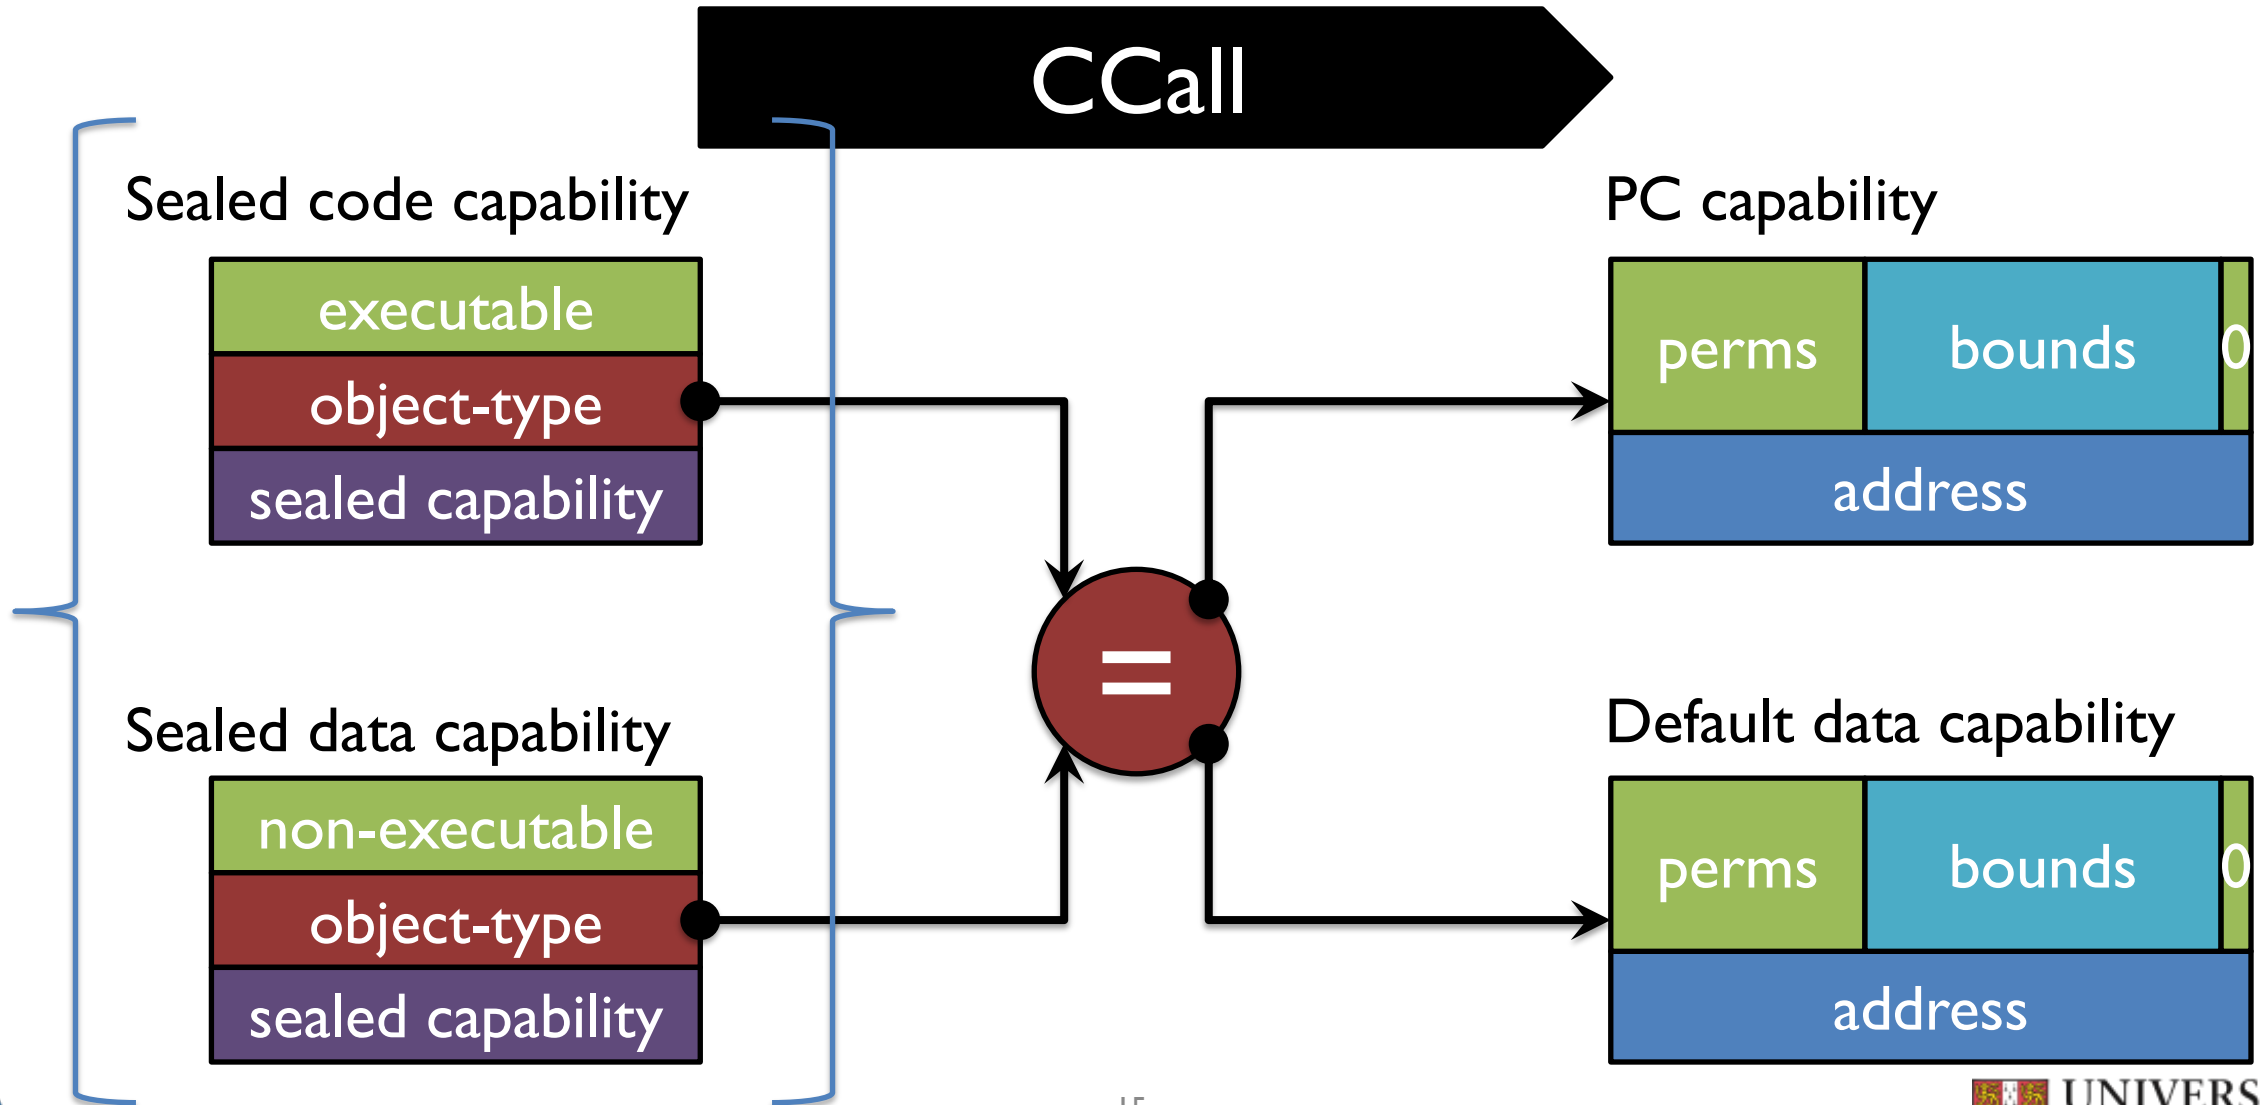 CCall
Sealed code capability
executable
object-type
sealed capability
Sealed data capability
non-executable
object-type
sealed capability
=
PC capability
perms bounds 0
address
Default data capability
perms bounds 0
address